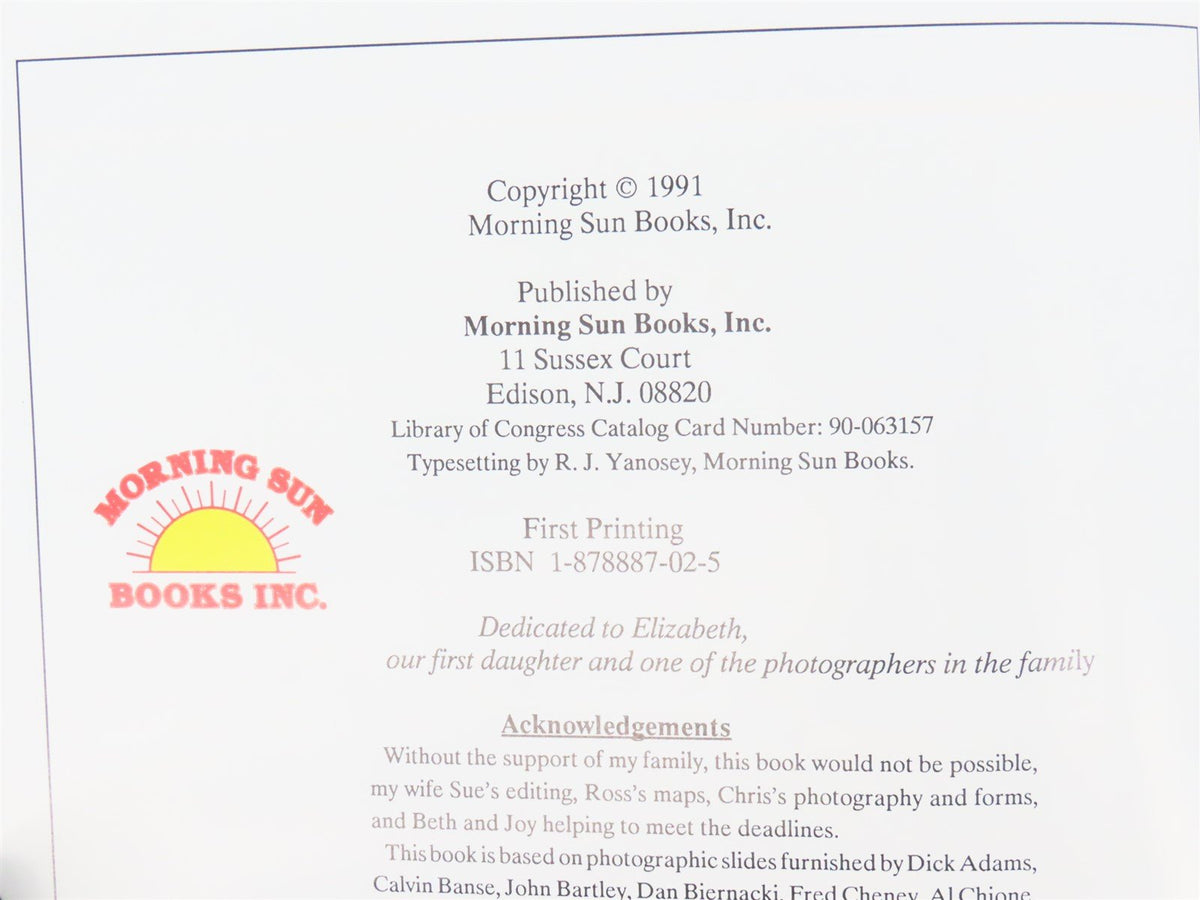 Copyright © 1991
Morning Sun Books, Inc.
Published by
Morning Sun Books, Inc.
11 Sussex Court
Edison, N.J. 08820
Library of Congress Catalog Card Number: 90-063157
Typesetting by R. J. Yanosey, Morning Sun Books.
MORNING SUN
BOOKS INC.
First Printing
ISBN 1-878887-02-5
Dedicated to Elizabeth,
our first daughter and one of the photographers in the family
Acknowledgements
Without the support of my family, this book would not be possible,
my wife Sue's editing, Ross's maps, Chris's photography and forms,
and Beth and Joy helping to meet the deadlines.
This book is based on photographic slides furnished by Dick Adams,
Calvin Banse, John Bartley, Dan Biernacki, Fred Cheney, Al Chione,